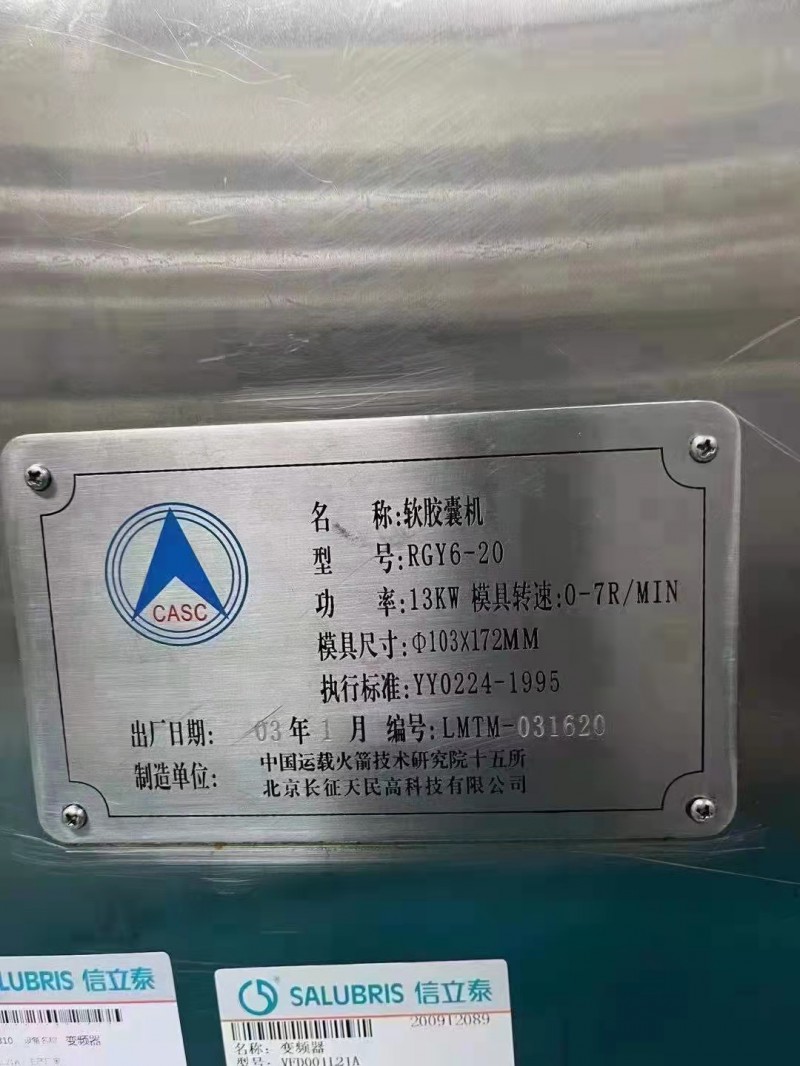 CASC
名 称:软胶囊机
型 号:RGY6-20
功 率:13KW 模具转速:0-7R/MIN
模具尺寸:Φ103X172MM
执行标准:YY0224-1995
出厂日期: 03年1月 编号:LMTM-031620
制造单位: 中国运载火箭技术研究院十五所
北京长征天民高科技有限公司
LUBRIS 信立泰
变频器
SALUBRIS 信立泰
200912089
名称: 变频器
型号: VFD001L21A